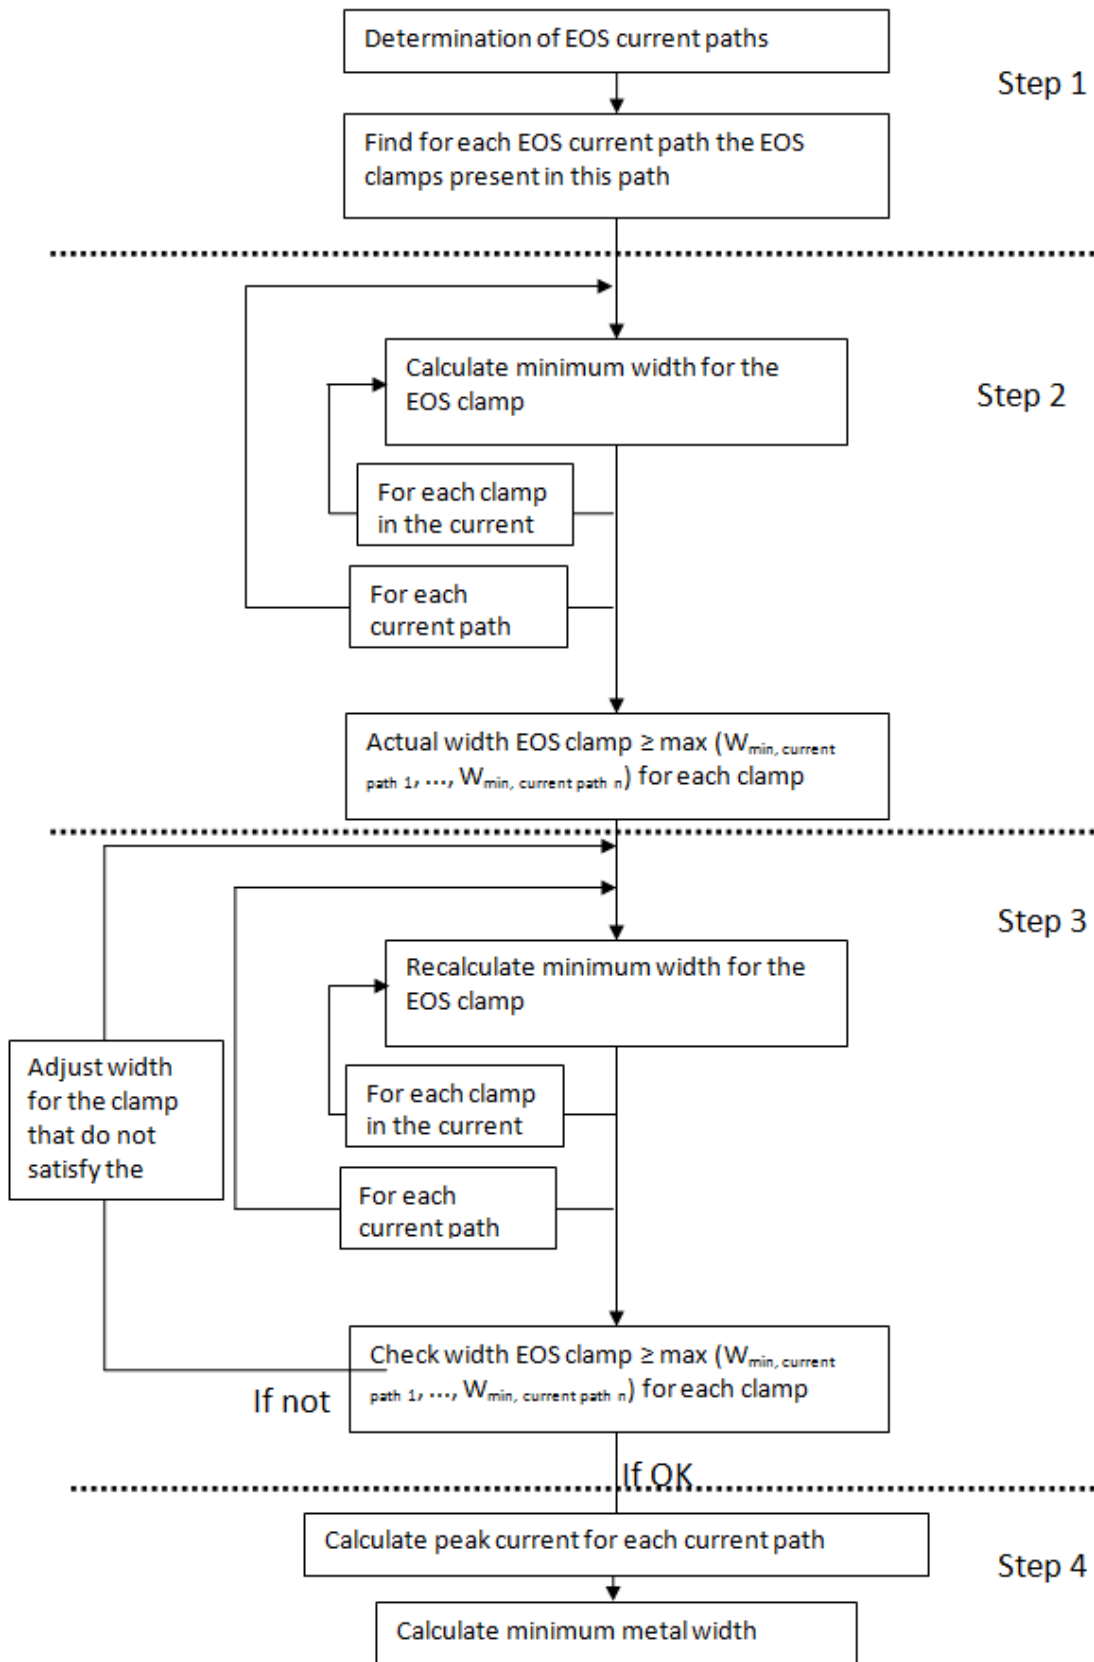 Determination of EOS current paths
Step 1
Find for each EOS current path the EOS
clamps present in this path
Calculate minimum width for the
EOS clamp
Step 2
For each clamp
in the current
For each
current path
Actual width EOS clamp ≥ max (Wmin, current
path 1, ..., Wmin, current path n) for each clamp
Step 3
Recalculate minimum width for the
EOS clamp
Adjust width
for the clamp
that do not
satisfy the
For each clamp
in the current
For each
current path
Check width EOS clamp ≥ max (Wmin, current
path 1, ..., Wmin, current path n) for each clamp
If not
If OK
Calculate peak current for each current path
Step 4
Calculate minimum metal width